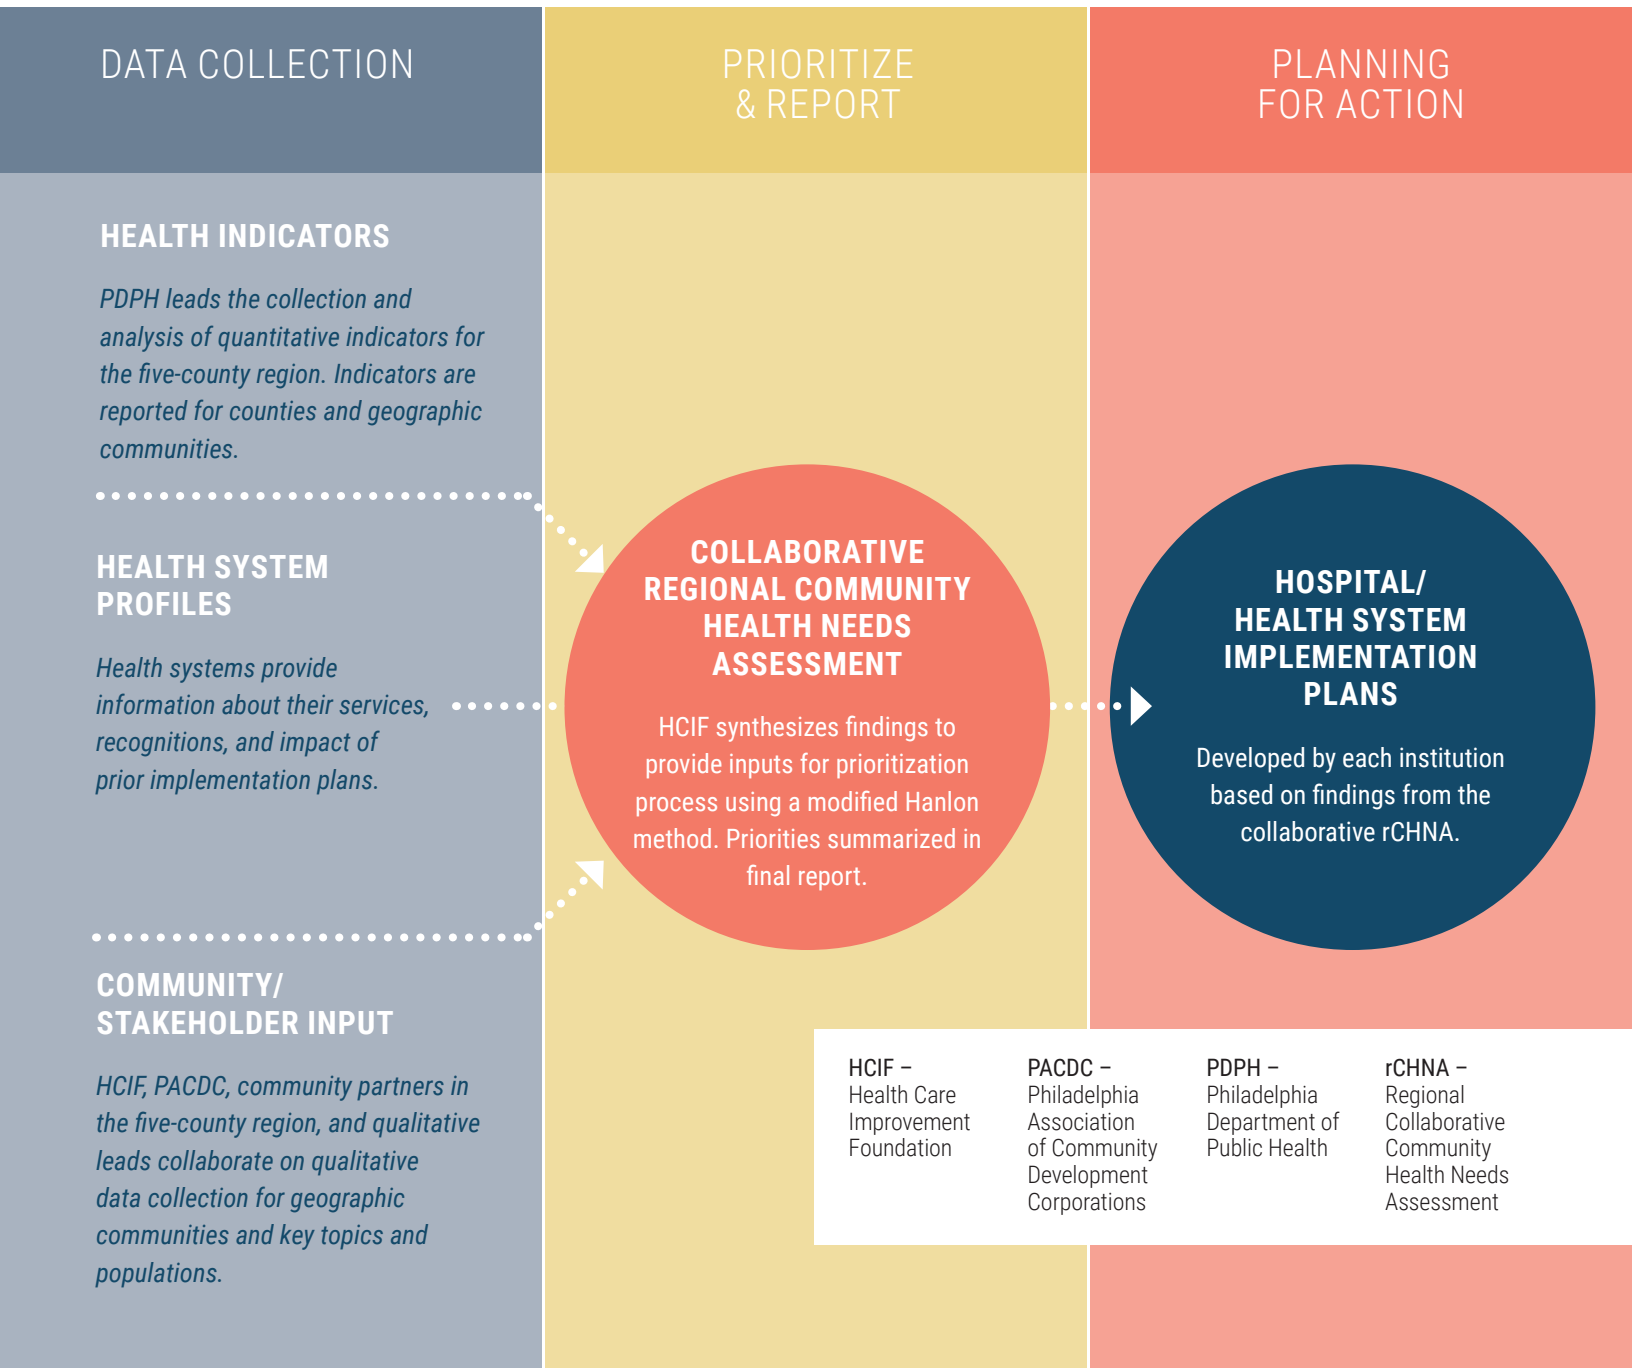 DATA COLLECTION
HEALTH INDICATORS
PDPH leads the collection and
analysis of quantitative indicators for
the five-county region. Indicators are
reported for counties and geographic
communities.
HEALTH SYSTEM
PROFILES
Health systems provide
information about their services,
recognitions, and impact of
prior implementation plans.
COMMUNITY/
STAKEHOLDER INPUT
HCIF, PACDC, community partners in
the five-county region, and qualitative
leads collaborate on qualitative
data collection for geographic
communities and key topics and
populations.
PRIORITIZE
& REPORT
COLLABORATIVE
REGIONAL COMMUNITY
HEALTH NEEDS
ASSESSMENT
HCIF synthesizes findings to
provide inputs for prioritization
process using a modified Hanlon
method. Priorities summarized in
final report.
PLANNING
FOR ACTION
HOSPITAL/
HEALTH SYSTEM
IMPLEMENTATION
PLANS
Developed by each institution
based on findings from the
collaborative rCHNA.
HCIF –
Health Care
Improvement
Foundation
PACDC –
Philadelphia
Association
of Community
Development
Corporations
PDPH –
Philadelphia
Department of
Public Health
rCHNA –
Regional
Collaborative
Community
Health Needs
Assessment